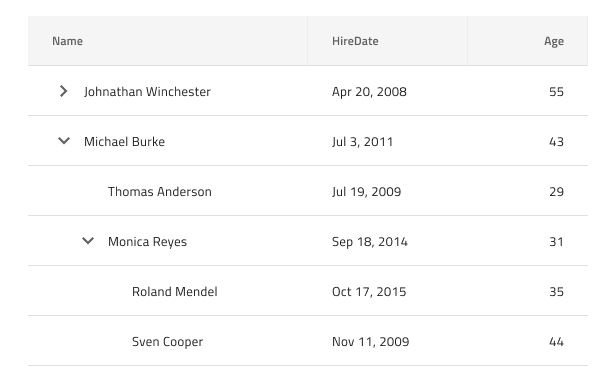 Name HireDate Age
Johnathan Winchester Apr 20, 2008 55
Michael Burke Jul 3, 2011 43
Thomas Anderson Jul 19, 2009 29
Monica Reyes Sep 18, 2014 31
Roland Mendel Oct 17, 2015 35
Sven Cooper Nov 11, 2009 44